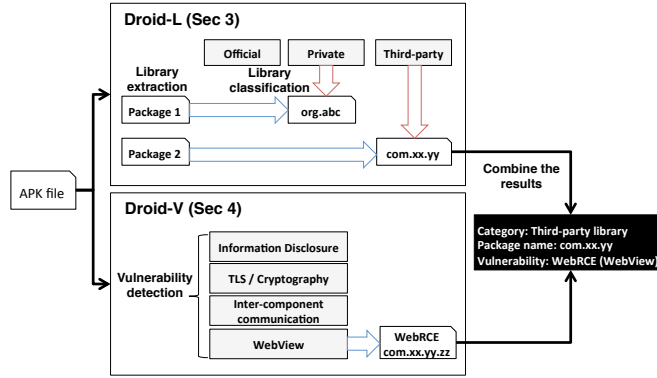 Droid-L (Sec 3)
Official
Private
Third-party
Library
extraction
Library
classification
Package 1
org.abc
Package 2
com.xx.yy
APK file
Combine the
results
Droid-V (Sec 4)
Category: Third-party library
Package name: com.xx.yy
Vulnerability: WebRCE (WebView)
Information Disclosure
Vulnerability
detection
TLS / Cryptography
Inter-component
communication
WebView
WebRCE
com.xx.yy.zz